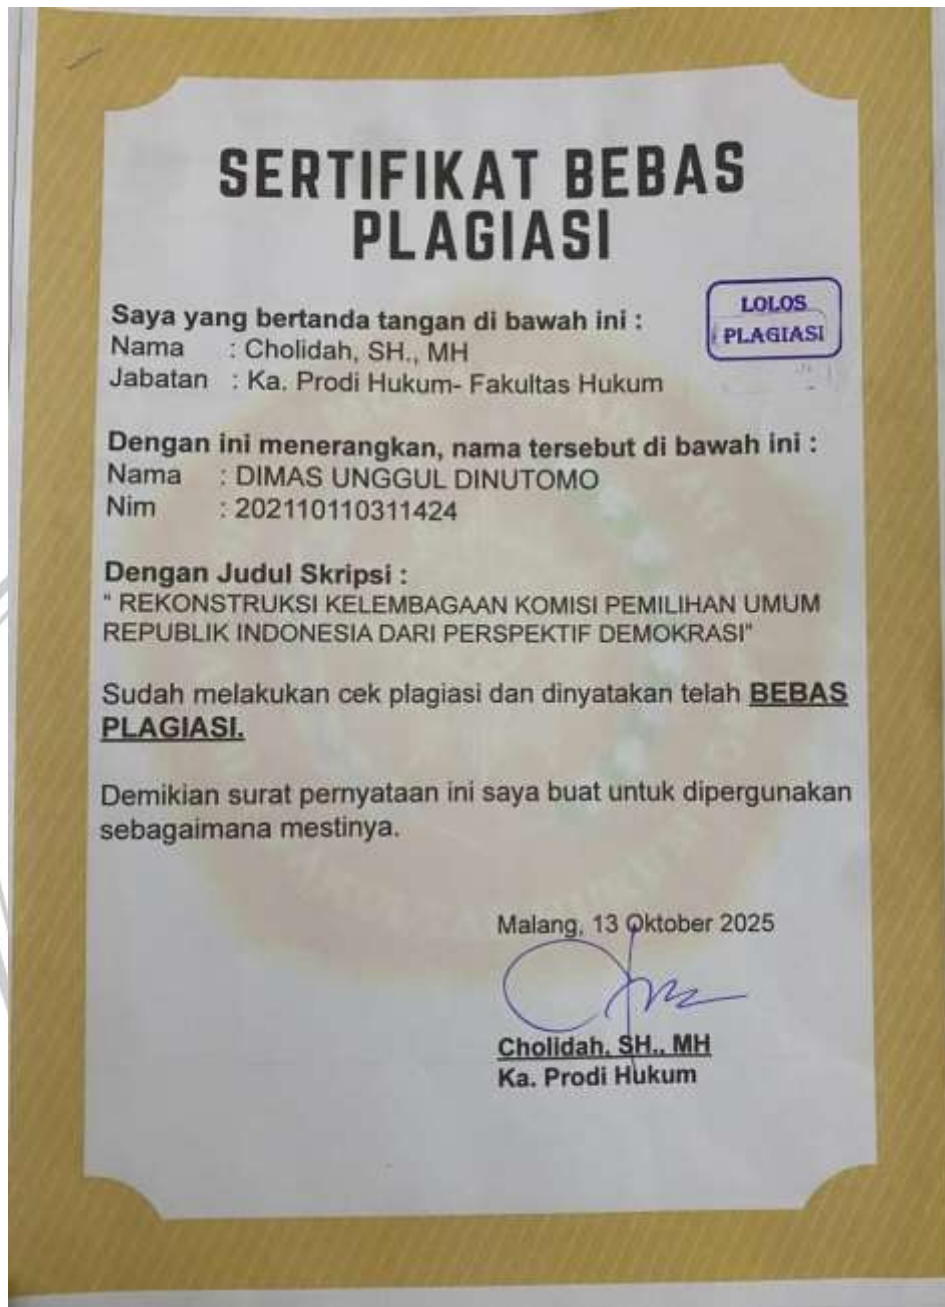 SERTIFIKAT BEBAS
PLAGIASI
LOLOS
PLAGIASI
Saya yang bertanda tangan di bawah ini :
Nama : Cholidah, SH., MH
Jabatan : Ka. Prodi Hukum- Fakultas Hukum
Dengan ini menerangkan, nama tersebut di bawah ini :
Nama : DIMAS UNGGUL DINUTOMO
Nim : 202110110311424
Dengan Judul Skripsi :
" REKONSTRUKSI KELEMBAGAAN KOMISI PEMILIHAN UMUM
REPUBLIK INDONESIA DARI PERSPEKTIF DEMOKRASI"
Sudah melakukan cek plagiasi dan dinyatakan telah BEBAS
PLAGIASI.
Demikian surat pernyataan ini saya buat untuk dipergunakan
sebagaimana mestinya.
Malang, 13 Oktober 2025
Cholidah, SH., MH
Ka. Prodi Hukum